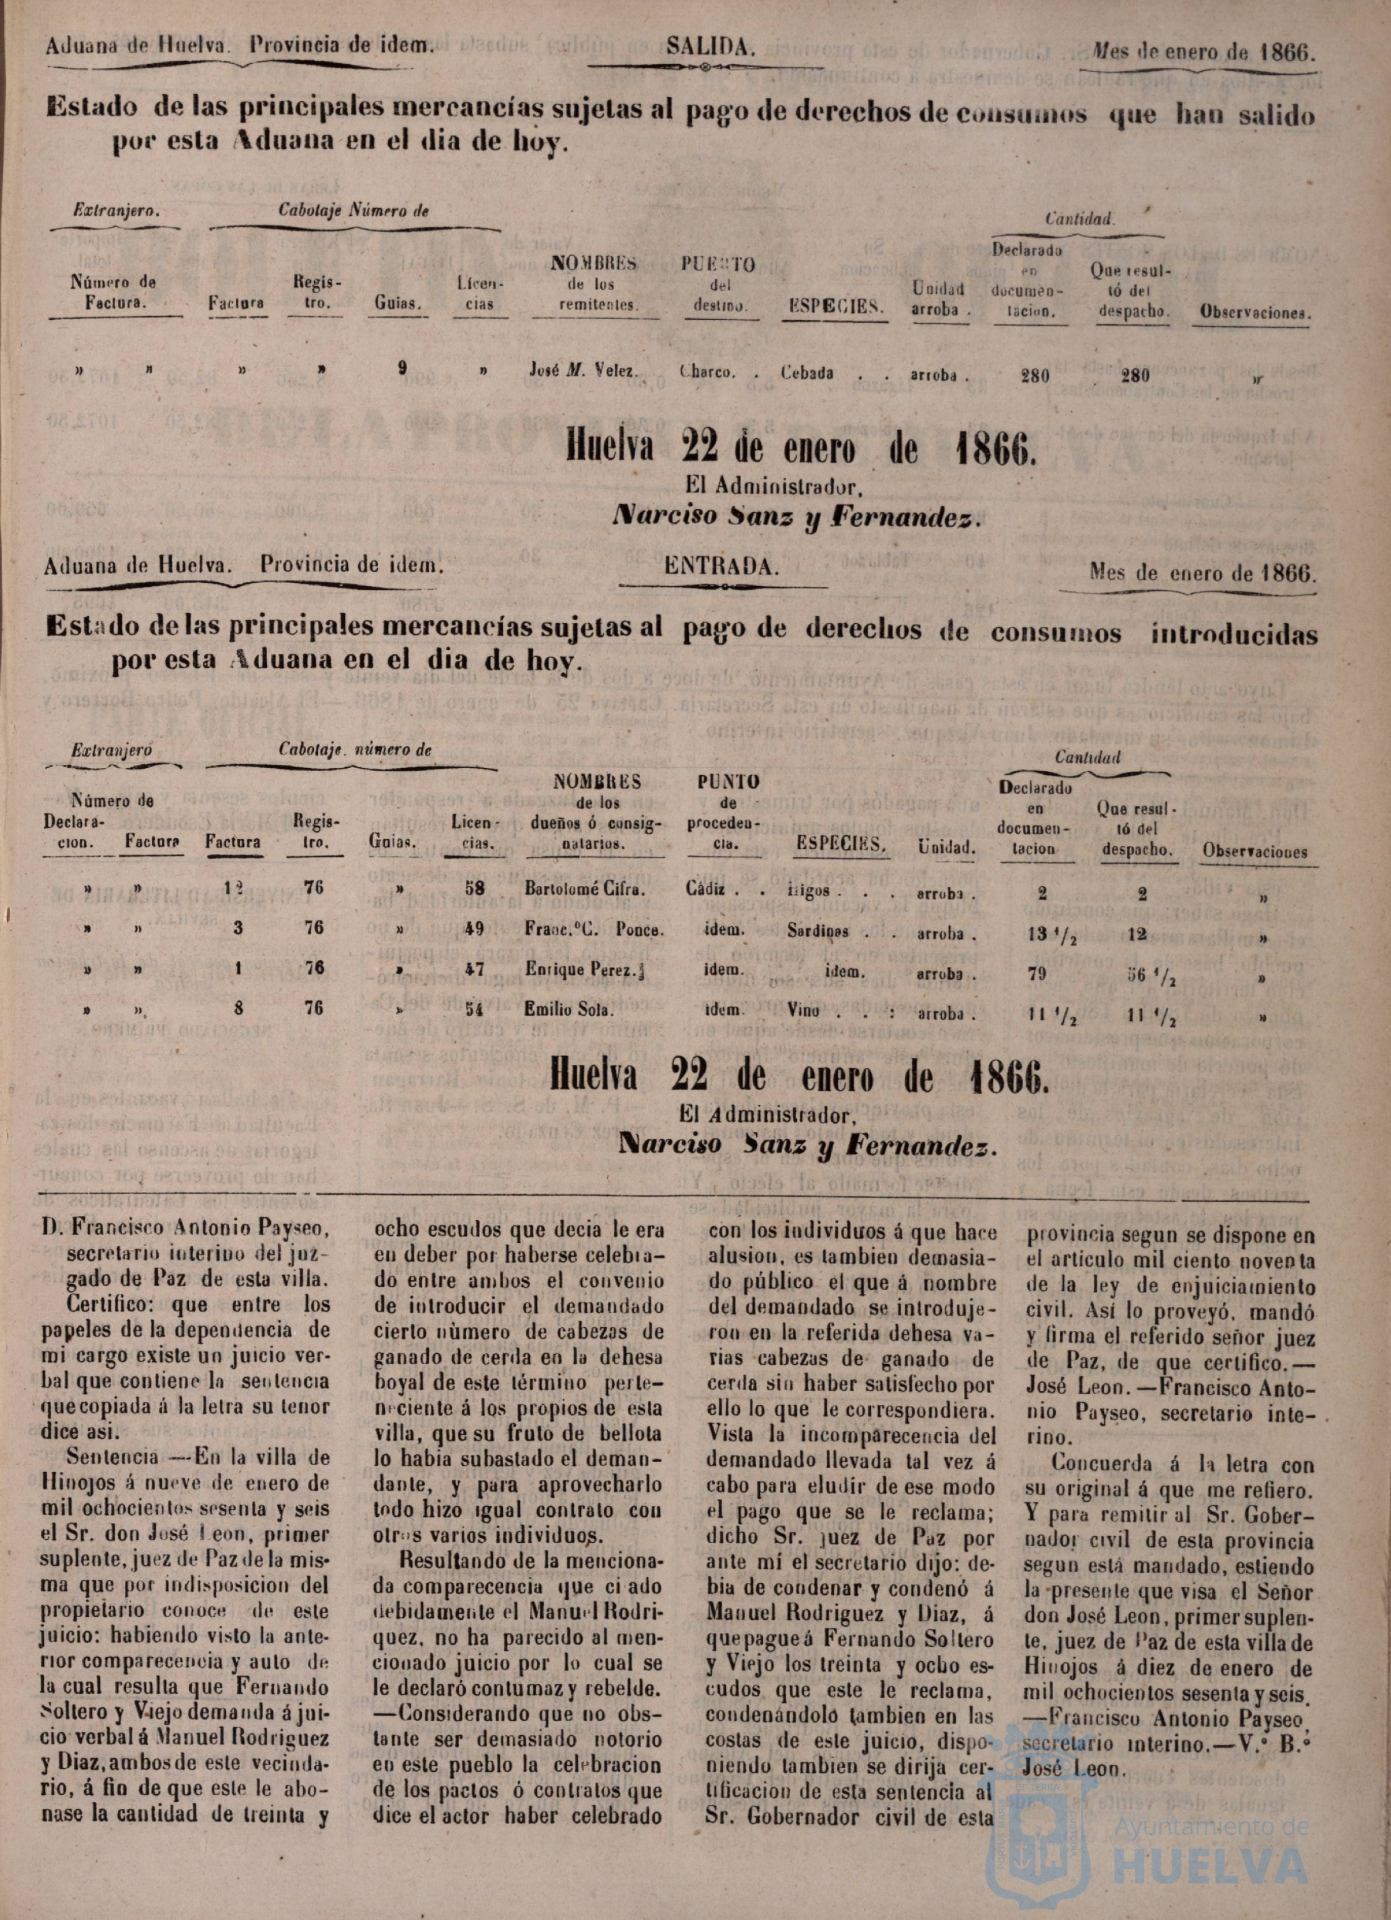 Aduana de Huelva. Provincia de idem. SALIDA. Mes de enero de 1866.
Estado de las principales mercancías sujetas al pago de derechos de consumos que han salido
por esta Aduana en el dia de hoy.
Extranjero. Cabotaje Número de Cantidad.
Número de Factura. Factura Regis- tro. Guias. Licen- cias NOMBRES de los remitentes. PUERTO del destino. ESPECIES. Unidad arroba. Declarado en documen- tacion. Que resul- tó del despacho. Observaciones.
» » » » 9 » José M. Velez. Charco. . Cebada . . arroba . 280 280 »
Huelva 22 de enero de 1866.
El Administrador,
Narciso Sanz y Fernandez.
Aduana de Huelva. Provincia de idem. ENTRADA. Mes de enero de 1866.
Estado de las principales mercancías sujetas al pago de derechos de consumos introducidas
por esta Aduana en el dia de hoy.
Extranjero Cabotaje número de Cantidad
Número de Declara- cion. Factura Factura Regis- tro. Guias. Licen- cias. NOMBRES de los dueños ó consig- natarios. PUNTO de proceden- cia. ESPECIES. Unidad. Declarado en documen- tacion Que resul- tó del despacho. Observaciones
» » 12 76 » 58 Bartolomé Cifra. Cádiz . . Higos . . . arroba . 2 2 »
» » 3 76 » 49 Franc.º C. Ponce. idem. Sardinas . . arroba . 13 1/2 12 »
» » 1 76 » 47 Enrique Perez. idem. idem. arroba . 79 56 1/2 »
» » 8 76 » 54 Emilio Sola. idem. Vino . . : arroba . 11 1/2 11 1/2 »
Huelva 22 de enero de 1866.
El Administrador,
Narciso Sanz y Fernandez.
D. Francisco Antonio Payseo,
secretario interino del juz-
gado de Paz de esta villa.
Certifico: que entre los
papeles de la dependencia de
mi cargo existe un juicio ver-
bal que contiene la sentencia
que copiada á la letra su tenor
dice asi.
Sentencia —En la villa de
Hinojos á nueve de enero de
mil ochocientos sesenta y seis
el Sr. don José Leon, primer
suplente, juez de Paz de la mis-
ma que por indisposicion del
propietario conoce de este
juicio: habiendo visto la ante-
rior comparecencia y auto de
la cual resulta que Fernando
Soltero y Viejo demanda á jui-
cio verbal á Manuel Rodriguez
y Diaz, ambos de este vecinda-
rio, á fin de que este le abo-
nase la cantidad de treinta y
ocho escudos que decia le era
en deber por haberse celebra-
do entre ambos el convenio
de introducir el demandado
cierto nùmero de cabezas de
ganado de cerda en la dehesa
boyal de este término perte-
neciente á los propios de esta
villa, que su fruto de bellota
lo habia subastado el deman-
dante, y para aprovecharlo
todo hizo igual contrato con
otros varios individuos.
Resultando de la menciona-
da comparecencia que citado
debidamente el Manuel Rodri-
quez, no ha parecido al men-
cionado juicio por lo cual se
le declaró contumaz y rebelde.
—Considerando que no obs-
tante ser demasiado notorio
en este pueblo la celebracion
de los pactos ó contratos que
dice el actor haber celebrado
con los individuos á que hace
alusion, es tambien demasia-
do público el que á nombre
del demandado se introduje-
ron en la referida dehesa va-
rias cabezas de ganado de
cerda sin haber satisfecho por
ello lo que le correspondiera.
Vista la incomparecencia del
demandado llevada tal vez á
cabo para eludir de ese modo
el pago que se le reclama;
dicho Sr. juez de Paz por
ante mí el secretario dijo: de-
bia de condenar y condenó á
Manuel Rodriguez y Diaz, á
que pague á Fernando Soltero
y Viejo los treinta y ocho es-
cudos que este le reclama,
condenándolo tambien en las
costas de este juicio, dispo-
niendo tambien se dirija cer-
tificacion de esta sentencia al
Sr. Gobernador civil de esta
provincia segun se dispone en
el artículo mil ciento noventa
de la ley de enjuiciamiento
civil. Así lo proveyó, mandó
y firma el referido señor juez
de Paz, de que certifico.—
José Leon.—Francisco Anto-
nio Payseo, secretario inte-
rino.
Concuerda á la letra con
su original á que me refiero.
Y para remitir al Sr. Gober-
nador civil de esta provincia
segun está mandado, estiendo
la presente que visa el Señor
don José Leon, primer suplen-
te, juez de Paz de esta villa de
Hinojos á diez de enero de
mil ochocientos sesenta y seis.
—Francisco Antonio Payseo,
secretario interino.—V.º B.º
José Leon.
Ayuntamiento de
HUELVA